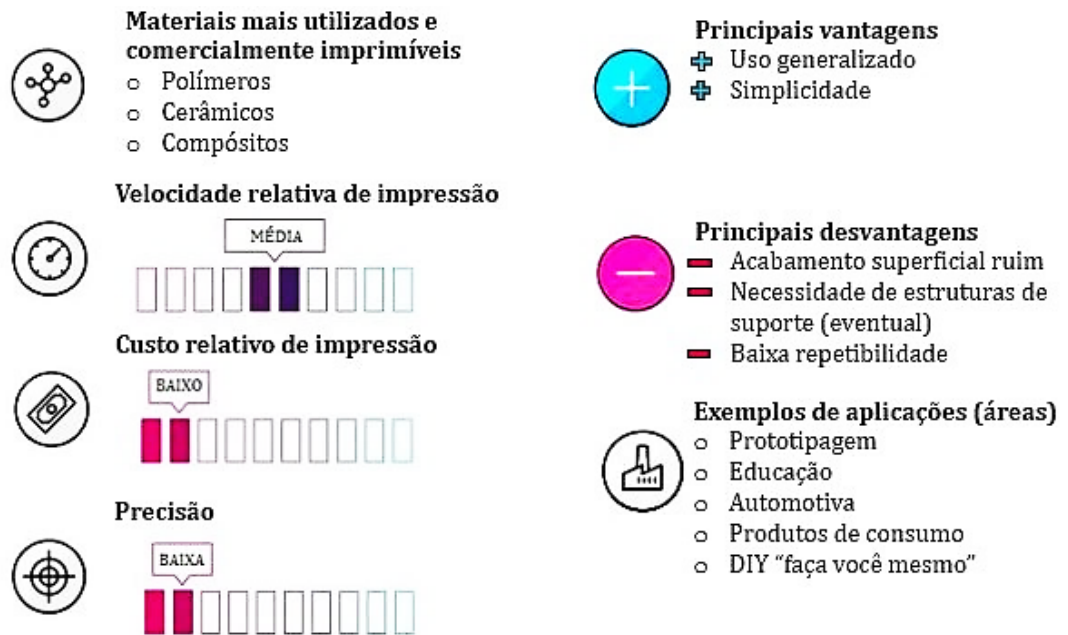 Materiais mais utilizados e
comercialmente imprimíveis
o Polímeros
o Cerâmicos
o Compósitos
Velocidade relativa de impressão
MÉDIA
Custo relativo de impressão
BAIXO
Precisão
BAIXA
Principais vantagens
Uso generalizado
Simplicidade
Principais desvantagens
Acabamento superficial ruim
Necessidade de estruturas de
suporte (eventual)
Baixa repetibilidade
Exemplos de aplicações (áreas)
o Prototipagem
o Educação
o Automotiva
o Produtos de consumo
o DIY “faça você mesmo”